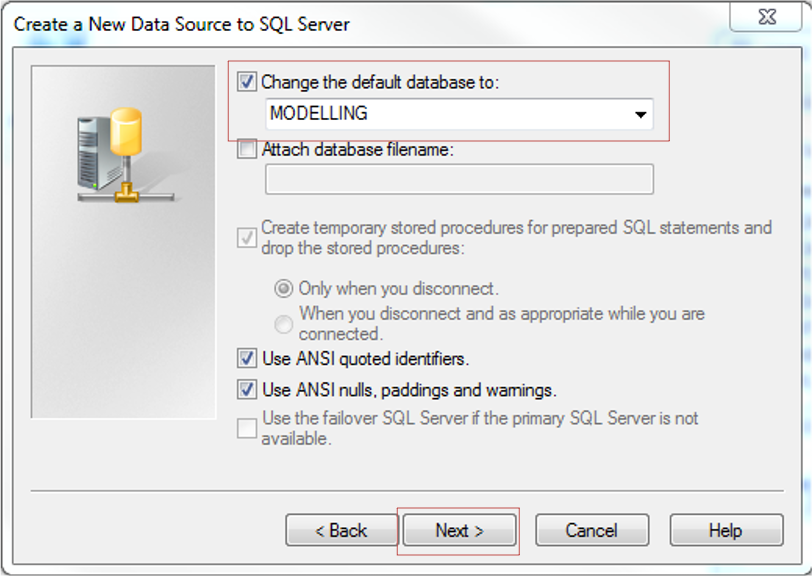 Create a New Data Source to SQL Server
Change the default database to:
MODELLING
Attach database filename:
Create temporary stored procedures for prepared SQL statements and
drop the stored procedures:
Only when you disconnect.
When you disconnect and as appropriate while you are
connected.
Use ANSI quoted identifiers.
Use ANSI nulls, paddings and warnings.
Use the failover SQL Server if the primary SQL Server is not
available.
< Back Next > Cancel Help